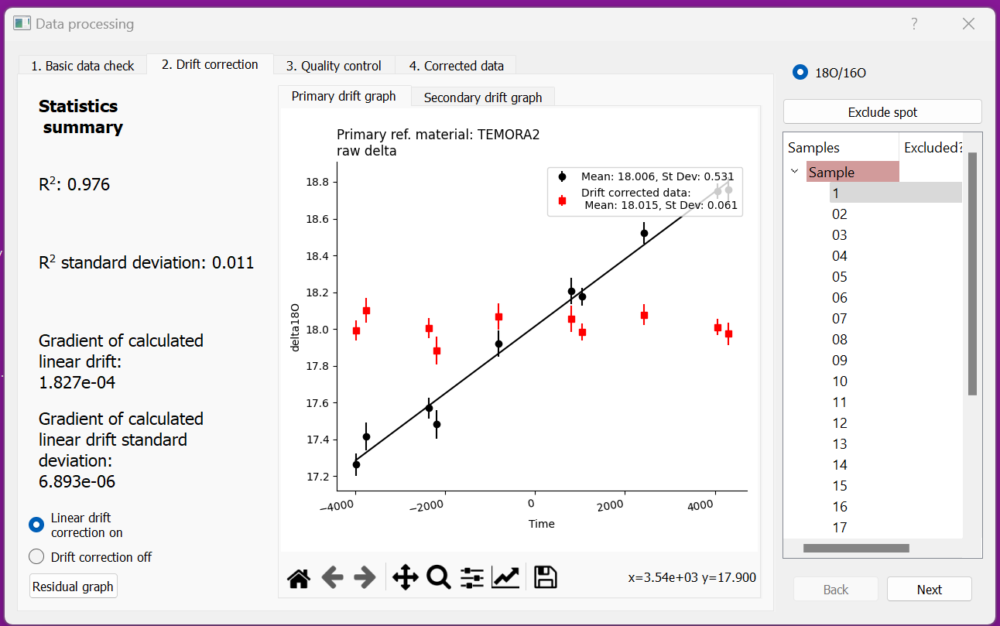 Data processing
?
1. Basic data check
2. Drift correction
3. Quality control
4. Corrected data
Statistics
summary
R²: 0.976
R² standard deviation: 0.011
Gradient of calculated
linear drift:
1.827e-04
Gradient of calculated
linear drift standard
deviation:
6.893e-06
Linear drift
correction on
Drift correction off
Residual graph
Primary drift graph
Secondary drift graph
Primary ref. material: TEMORA2
raw delta
Mean: 18.006, St Dev: 0.531
Drift corrected data:
Mean: 18.015, St Dev: 0.061
18.8
18.6
18.4
18.2
18.0
17.8
17.6
17.4
17.2
delta18O
−4000
−2000
0
2000
4000
Time
x=3.54e+03 y=17.900
18O/16O
Exclude spot
Samples
Excluded?
Sample
1
02
03
04
05
06
07
08
09
10
11
12
13
14
15
16
17
Back
Next